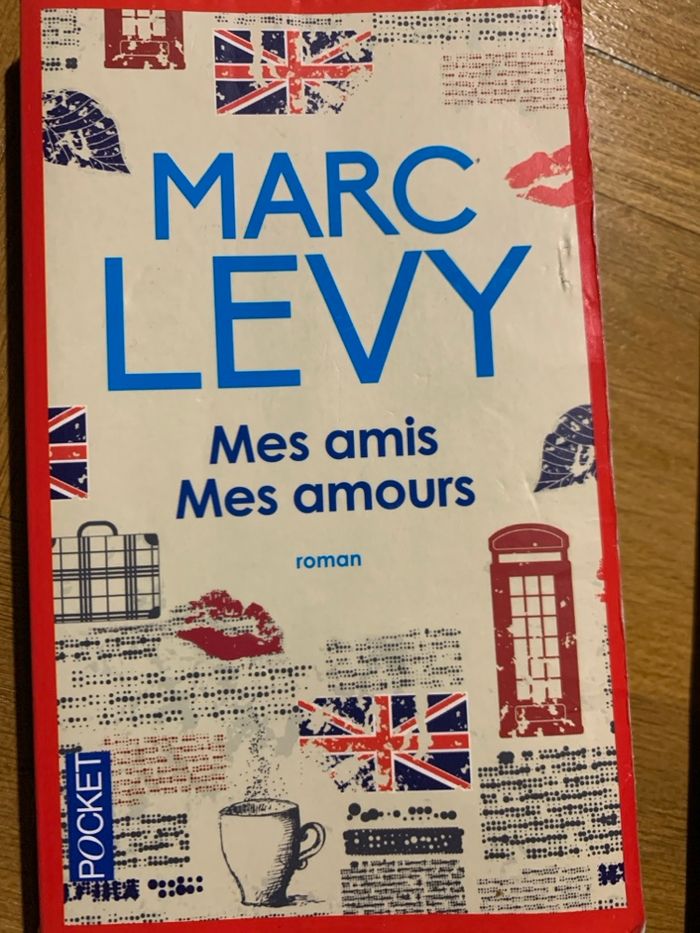 MARC
LEVY
Mes amis
Mes amours
roman
POCKET